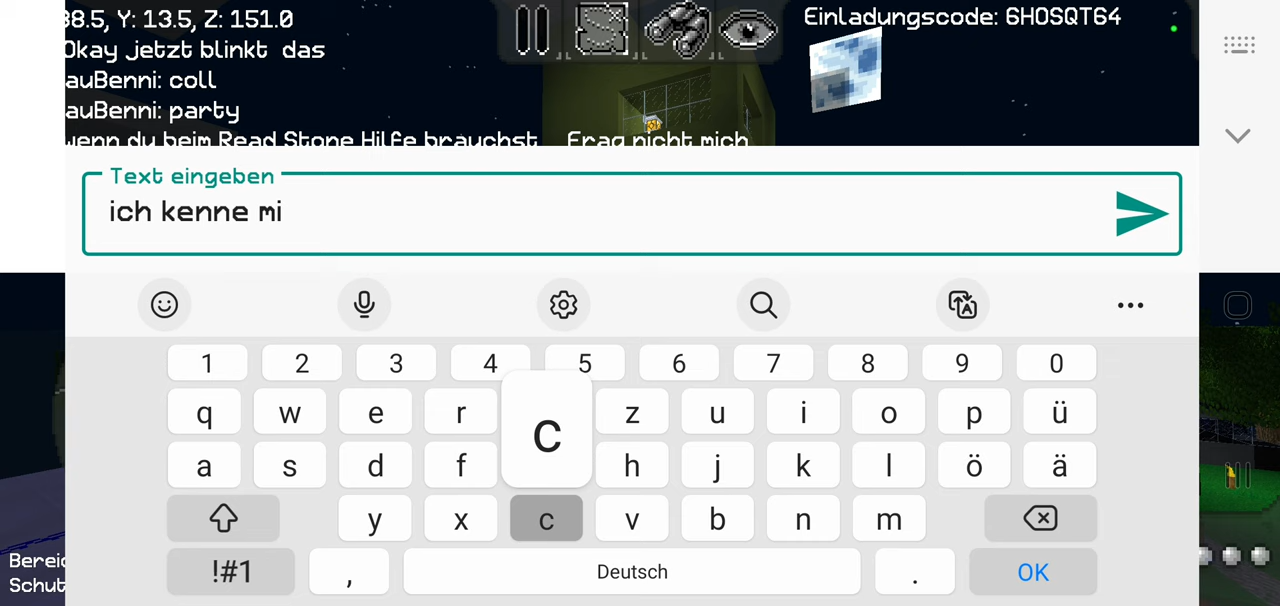 38.5, Y: 13.5, Z: 151.0
Okay jetzt blinkt das
auBenni: coll
auBenni: party
wenn du beim Read Stone Hilfe brauchst Frag nicht mich
Einladungscode: 6HOSQT64
Text eingeben
ich kenne mi
1 2 3 4 5 6 7 8 9 0
q w e r z u i o p ü
c
a s d f h j k l ö ä
y x c v b n m
!#1 , Deutsch . OK
Bereic
Schut